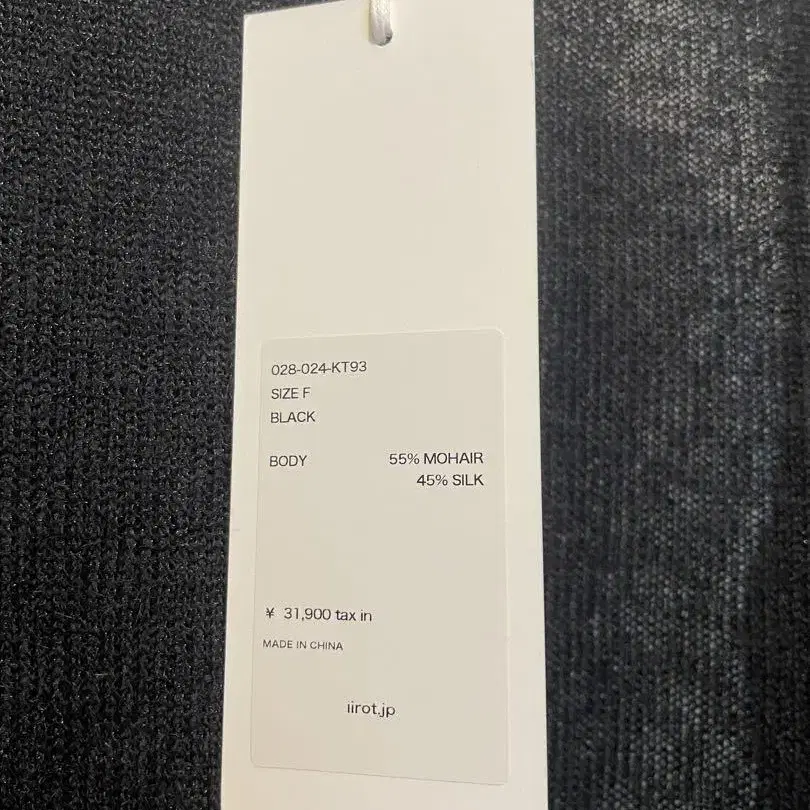 028-024-KT93
SIZE F
BLACK
BODY 55% MOHAIR
45% SILK
¥ 31,900 tax in
MADE IN CHINA
iirot.jp